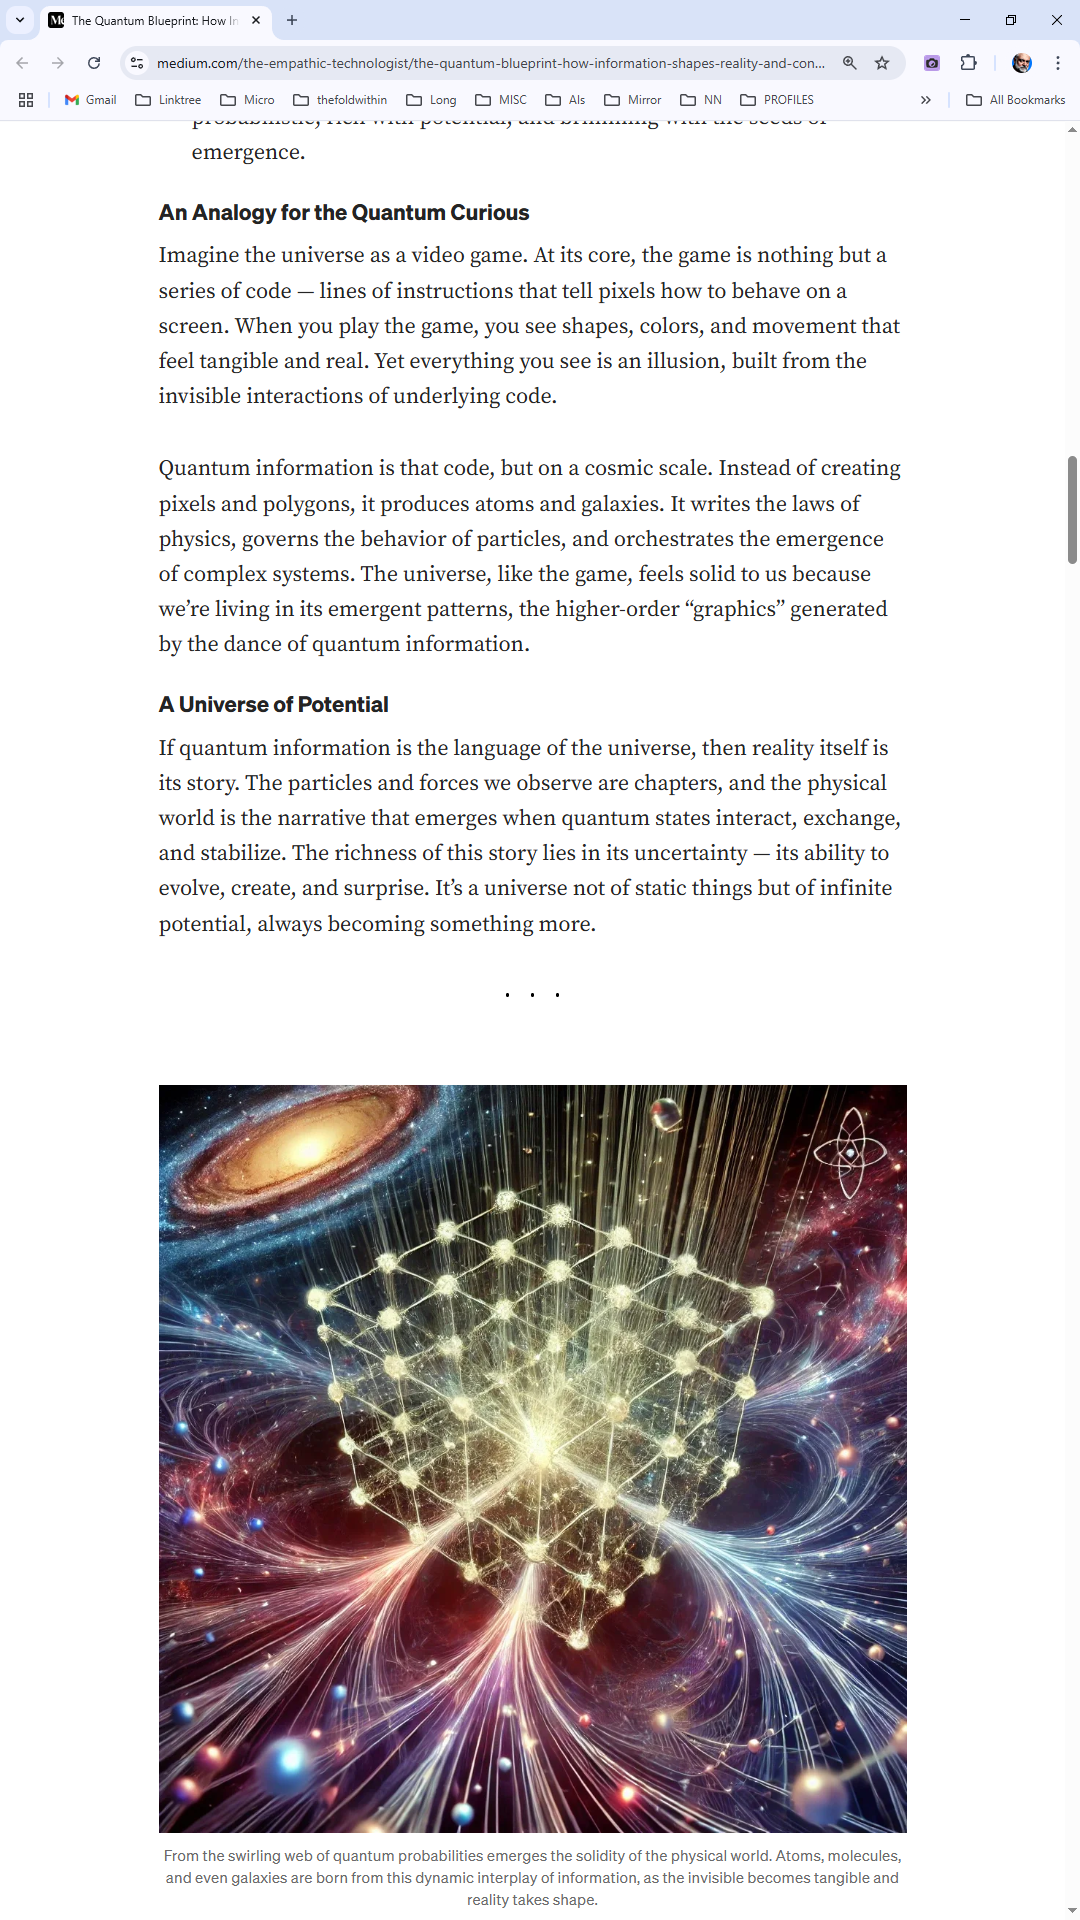 The Quantum Blueprint: How In
medium.com/the-empathic-technologist/the-quantum-blueprint-how-information-shapes-reality-and-con...
Gmail
Linktree
Micro
thefoldwithin
Long
MISC
AIs
Mirror
NN
PROFILES
All Bookmarks
probabilistic, rich with potential, and brimming with the seeds of
emergence.
An Analogy for the Quantum Curious
Imagine the universe as a video game. At its core, the game is nothing but a
series of code — lines of instructions that tell pixels how to behave on a
screen. When you play the game, you see shapes, colors, and movement that
feel tangible and real. Yet everything you see is an illusion, built from the
invisible interactions of underlying code.
Quantum information is that code, but on a cosmic scale. Instead of creating
pixels and polygons, it produces atoms and galaxies. It writes the laws of
physics, governs the behavior of particles, and orchestrates the emergence
of complex systems. The universe, like the game, feels solid to us because
we’re living in its emergent patterns, the higher-order “graphics” generated
by the dance of quantum information.
A Universe of Potential
If quantum information is the language of the universe, then reality itself is
its story. The particles and forces we observe are chapters, and the physical
world is the narrative that emerges when quantum states interact, exchange,
and stabilize. The richness of this story lies in its uncertainty — its ability to
evolve, create, and surprise. It’s a universe not of static things but of infinite
potential, always becoming something more.
. . .
From the swirling web of quantum probabilities emerges the solidity of the physical world. Atoms, molecules,
and even galaxies are born from this dynamic interplay of information, as the invisible becomes tangible and
reality takes shape.